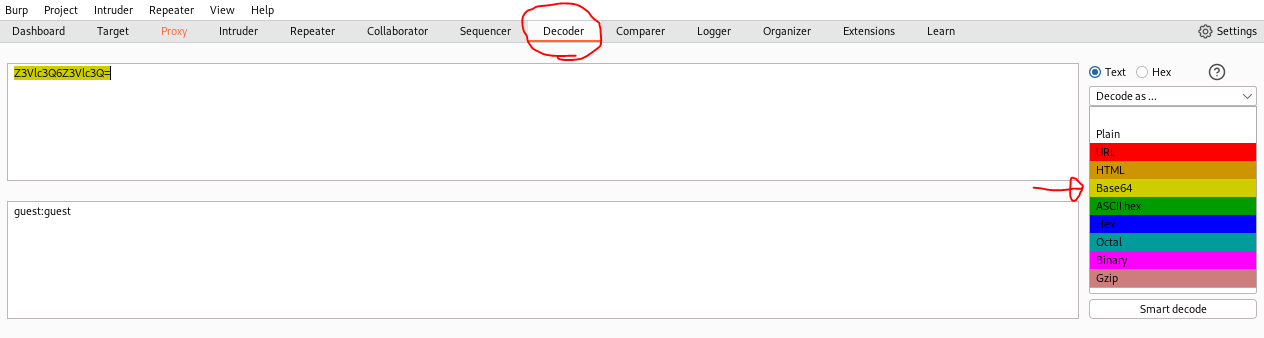 Burp Project Intruder Repeater View Help
Dashboard Target Proxy Intruder Repeater Collaborator Sequencer Decoder Comparer Logger Organizer Extensions Learn Settings
Z3Vlc3Q6Z3Vlc3Q=
Text Hex ?
Decode as ...
Plain
URL
HTML
Base64
ASCII hex
Hex
Octal
Binary
Gzip
Smart decode
guest:guest